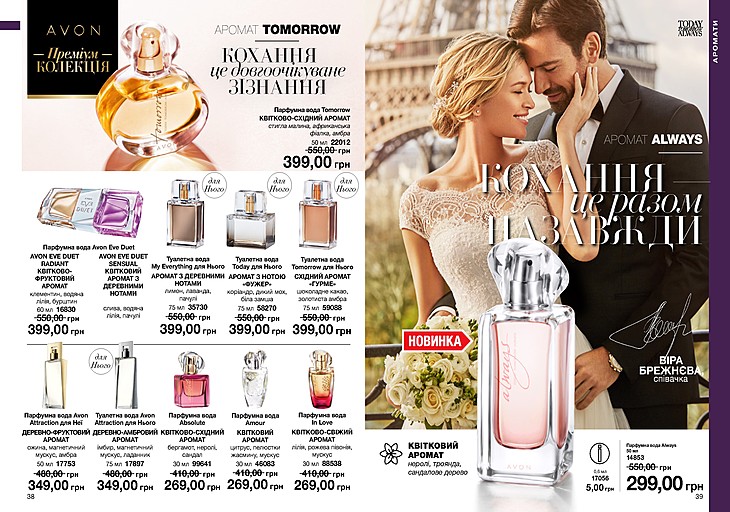 AVON
Преміум
КОЛЕКЦІЯ
АРОМАТ TOMORROW
КОХАННЯ
це довгоочікуване
ЗІЗНАННЯ
Парфумна вода Tomorrow
КВІТКОВО-СХІДНИЙ АРОМАТ
стигла малина, африканська
фіалка, амбра
50 мл 22012
550,00 грн
399,00 грн
Tomorrow
AVON
для Нього
для Нього
для Нього
Парфумна вода Avon Eve Duet
AVON EVE DUET
RADIANT
КВІТКОВО-
ФРУКТОВИЙ
АРОМАТ
клементин, водяна
лілія, бурштин
60 мл 16830
550,00 грн
399,00 грн
AVON EVE DUET
SENSUAL
КВІТКОВИЙ
АРОМАТ З
ДЕРЕВНИМИ
НОТАМИ
слива, водяна
лілія, пачулі
Туалетна вода
My Everything для Нього
АРОМАТ З ДЕРЕВНИМИ
НОТАМИ
лимон, лаванда,
пачулі
75 мл 35730
550,00 грн
399,00 грн
Туалетна вода
Today для Нього
АРОМАТ З НОТОЮ
«ФУЖЕР»
коріандр, дикий мох,
біла замша
75 мл 58270
550,00 грн
399,00 грн
Туалетна вода
Tomorrow для Нього
СХІДНИЙ АРОМАТ
«ГУРМЕ»
шоколадне какао,
золотиста амбра
75 мл 59088
550,00 грн
399,00 грн
для Нього
Парфумна вода Avon
Attraction для Неї
ДЕРЕВНО-ФРУКТОВИЙ
АРОМАТ
ожина, магнетичний
мускус, амбра
50 мл 17753
480,00 грн
349,00 грн
Туалетна вода Avon
Attraction для Нього
ДЕРЕВНО-АМБРОВИЙ
АРОМАТ
імбир, магнетичний
мускус, ладанник
75 мл 17897
480,00 грн
349,00 грн
Парфумна вода
Absolute
КВІТКОВО-СХІДНИЙ
АРОМАТ
бергамот, неролі,
сандал
30 мл 99641
410,00 грн
269,00 грн
Парфумна вода
Amour
КВІТКОВИЙ
АРОМАТ
цитрус, пелюстки
жасмину, мускус
30 мл 46083
410,00 грн
269,00 грн
Парфумна вода
In Love
КВІТКОВО-СВІЖИЙ
АРОМАТ
лілія, рожева півонія,
мускус
30 мл 88538
410,00 грн
269,00 грн
38
TODAY
TOMORROW
ALWAYS
АРОМАТИ
АРОМАТ ALWAYS
КОХАННЯ
це разом
НАЗАВЖДИ
НОВИНКА
always
AVON
ВІРА
БРЕЖНЄВА,
співачка
КВІТКОВИЙ
АРОМАТ
неролі, троянда,
сандалове дерево
0,6 мл
17056
5,00 грн
Парфумна вода Always
50 мл
14853
550,00 грн
299,00 грн
39